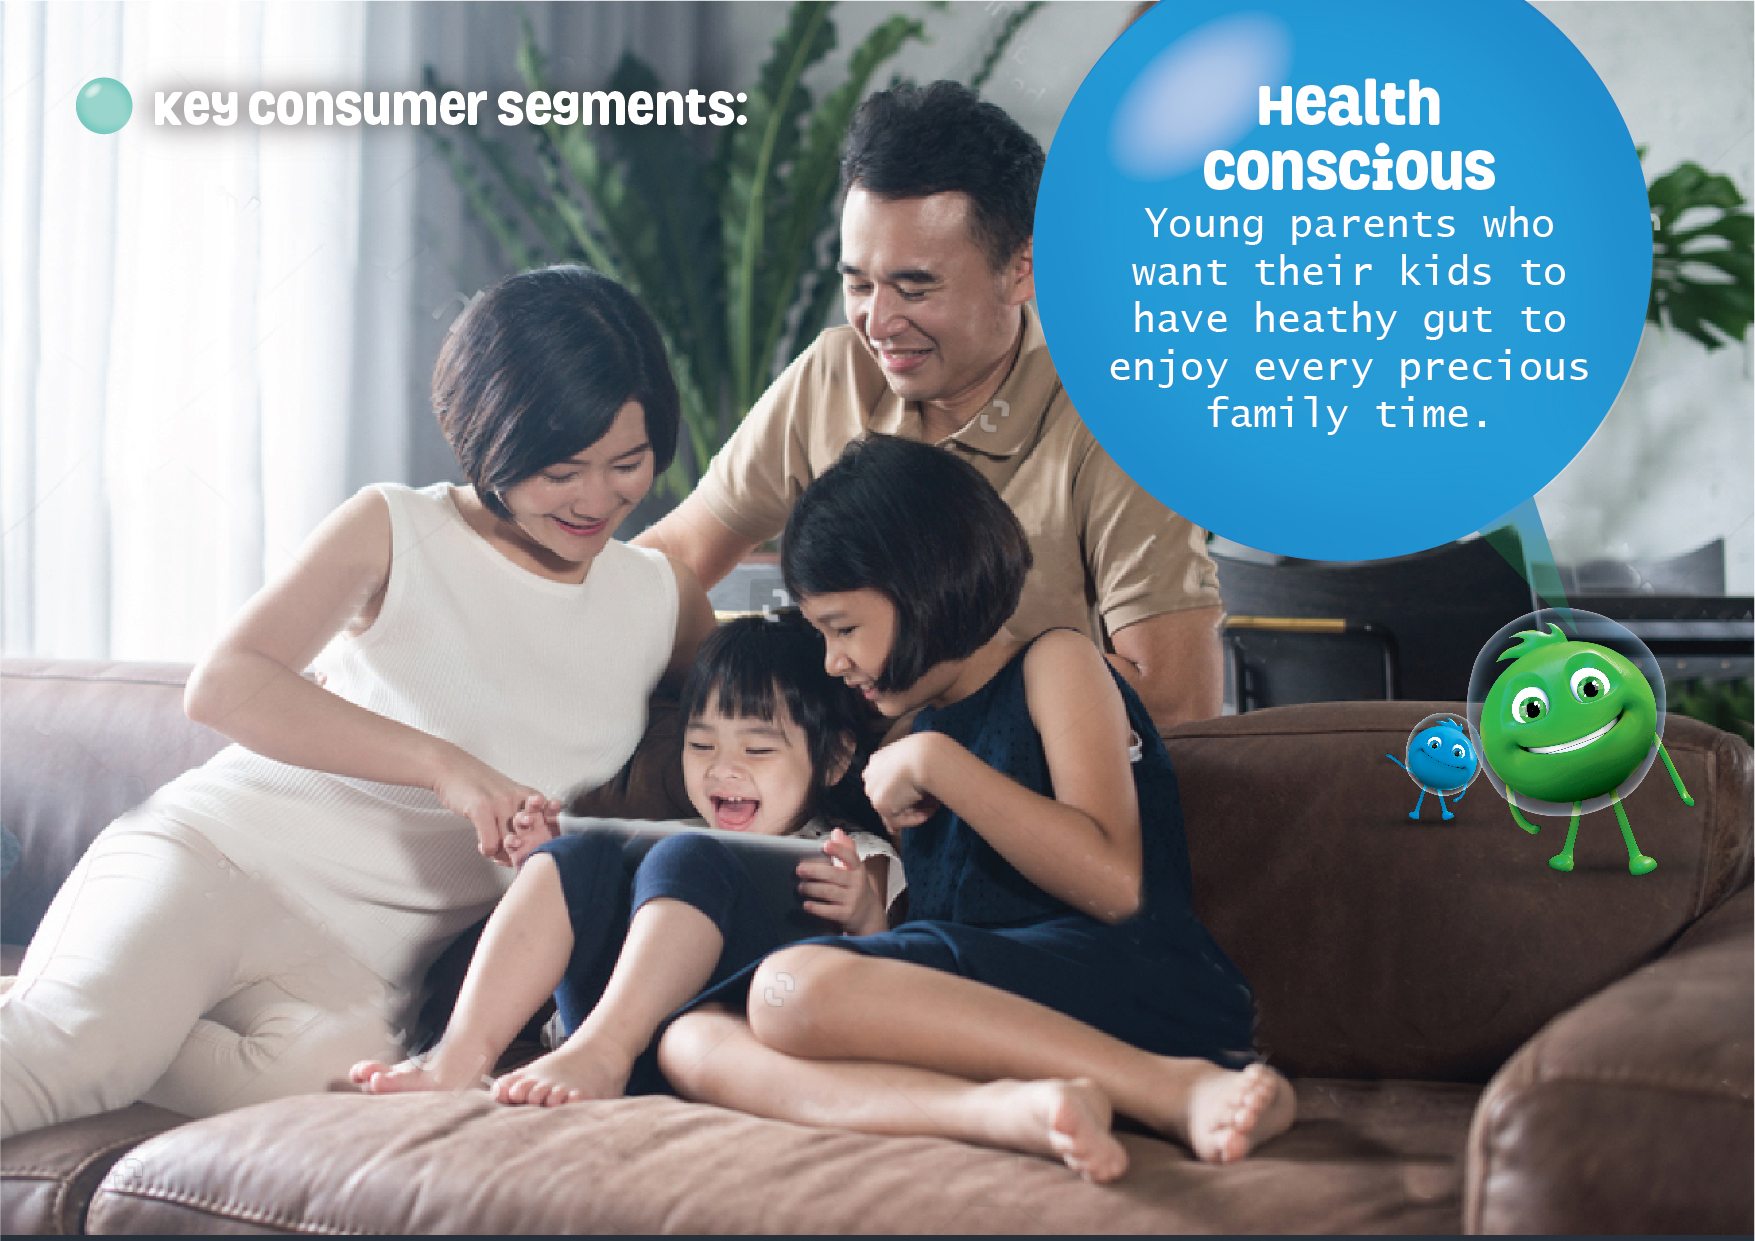 Key consumer segments:
Health
conscious
Young parents who
want their kids to
have heathy gut to
enjoy every precious
family time.